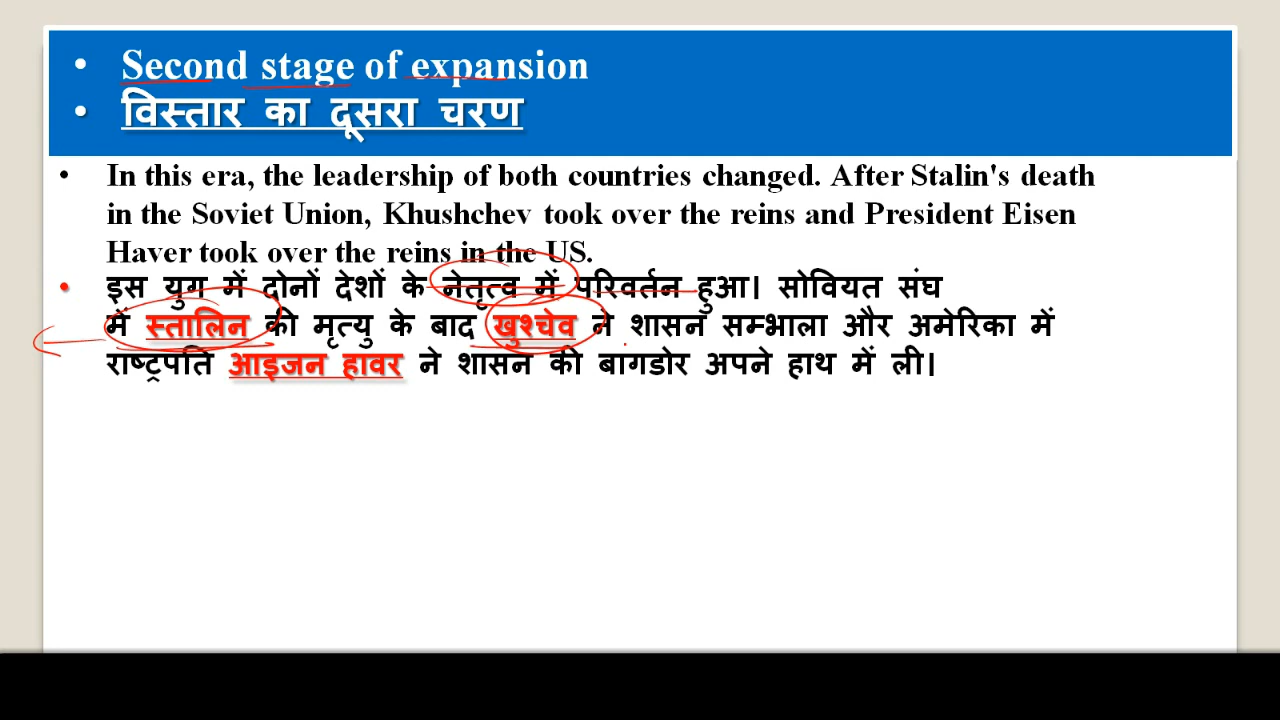 • Second stage of expansion
• विस्तार का दूसरा चरण
• In this era, the leadership of both countries changed. After Stalin's death
in the Soviet Union, Khushchev took over the reins and President Eisen
Haver took over the reins in the US.
• इस युग में दोनों देशों के नेतृत्व में परिवर्तन हुआ। सोवियत संघ
में स्तालिन की मृत्यु के बाद खुश्चेव ने शासन सम्भाला और अमेरिका में
राष्ट्रपति आइजन हावर ने शासन की बागडोर अपने हाथ में ली।